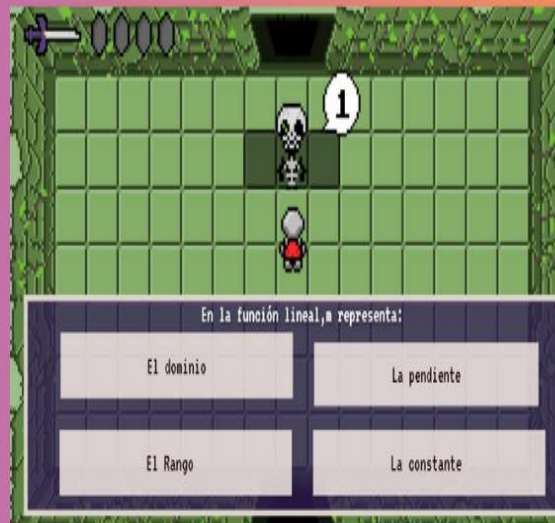 1
En la función lineal,m representa:
El dominio
La pendiente
El Rango
La constante